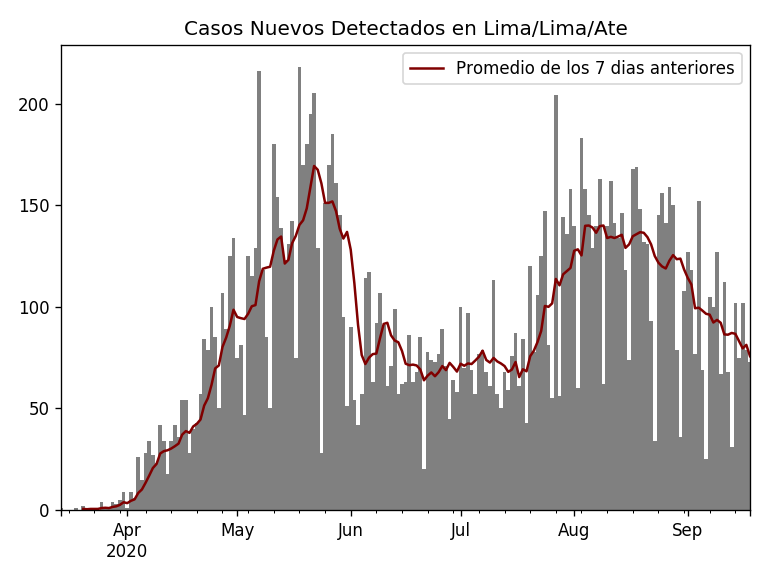 Casos Nuevos Detectados en Lima/Lima/Ate
Promedio de los 7 dias anteriores
200
150
100
50
0
Apr May Jun Jul Aug Sep
2020